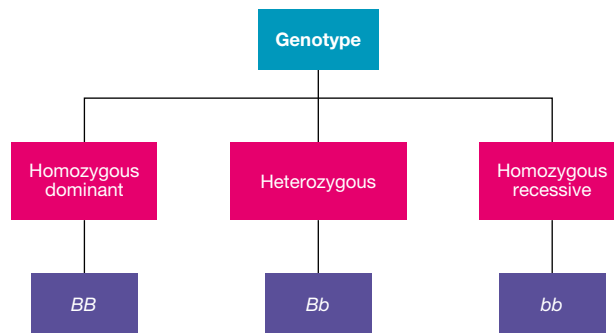 Genotype
Homozygous
dominant
Heterozygous
Homozygous
recessive
BB
Bb
bb